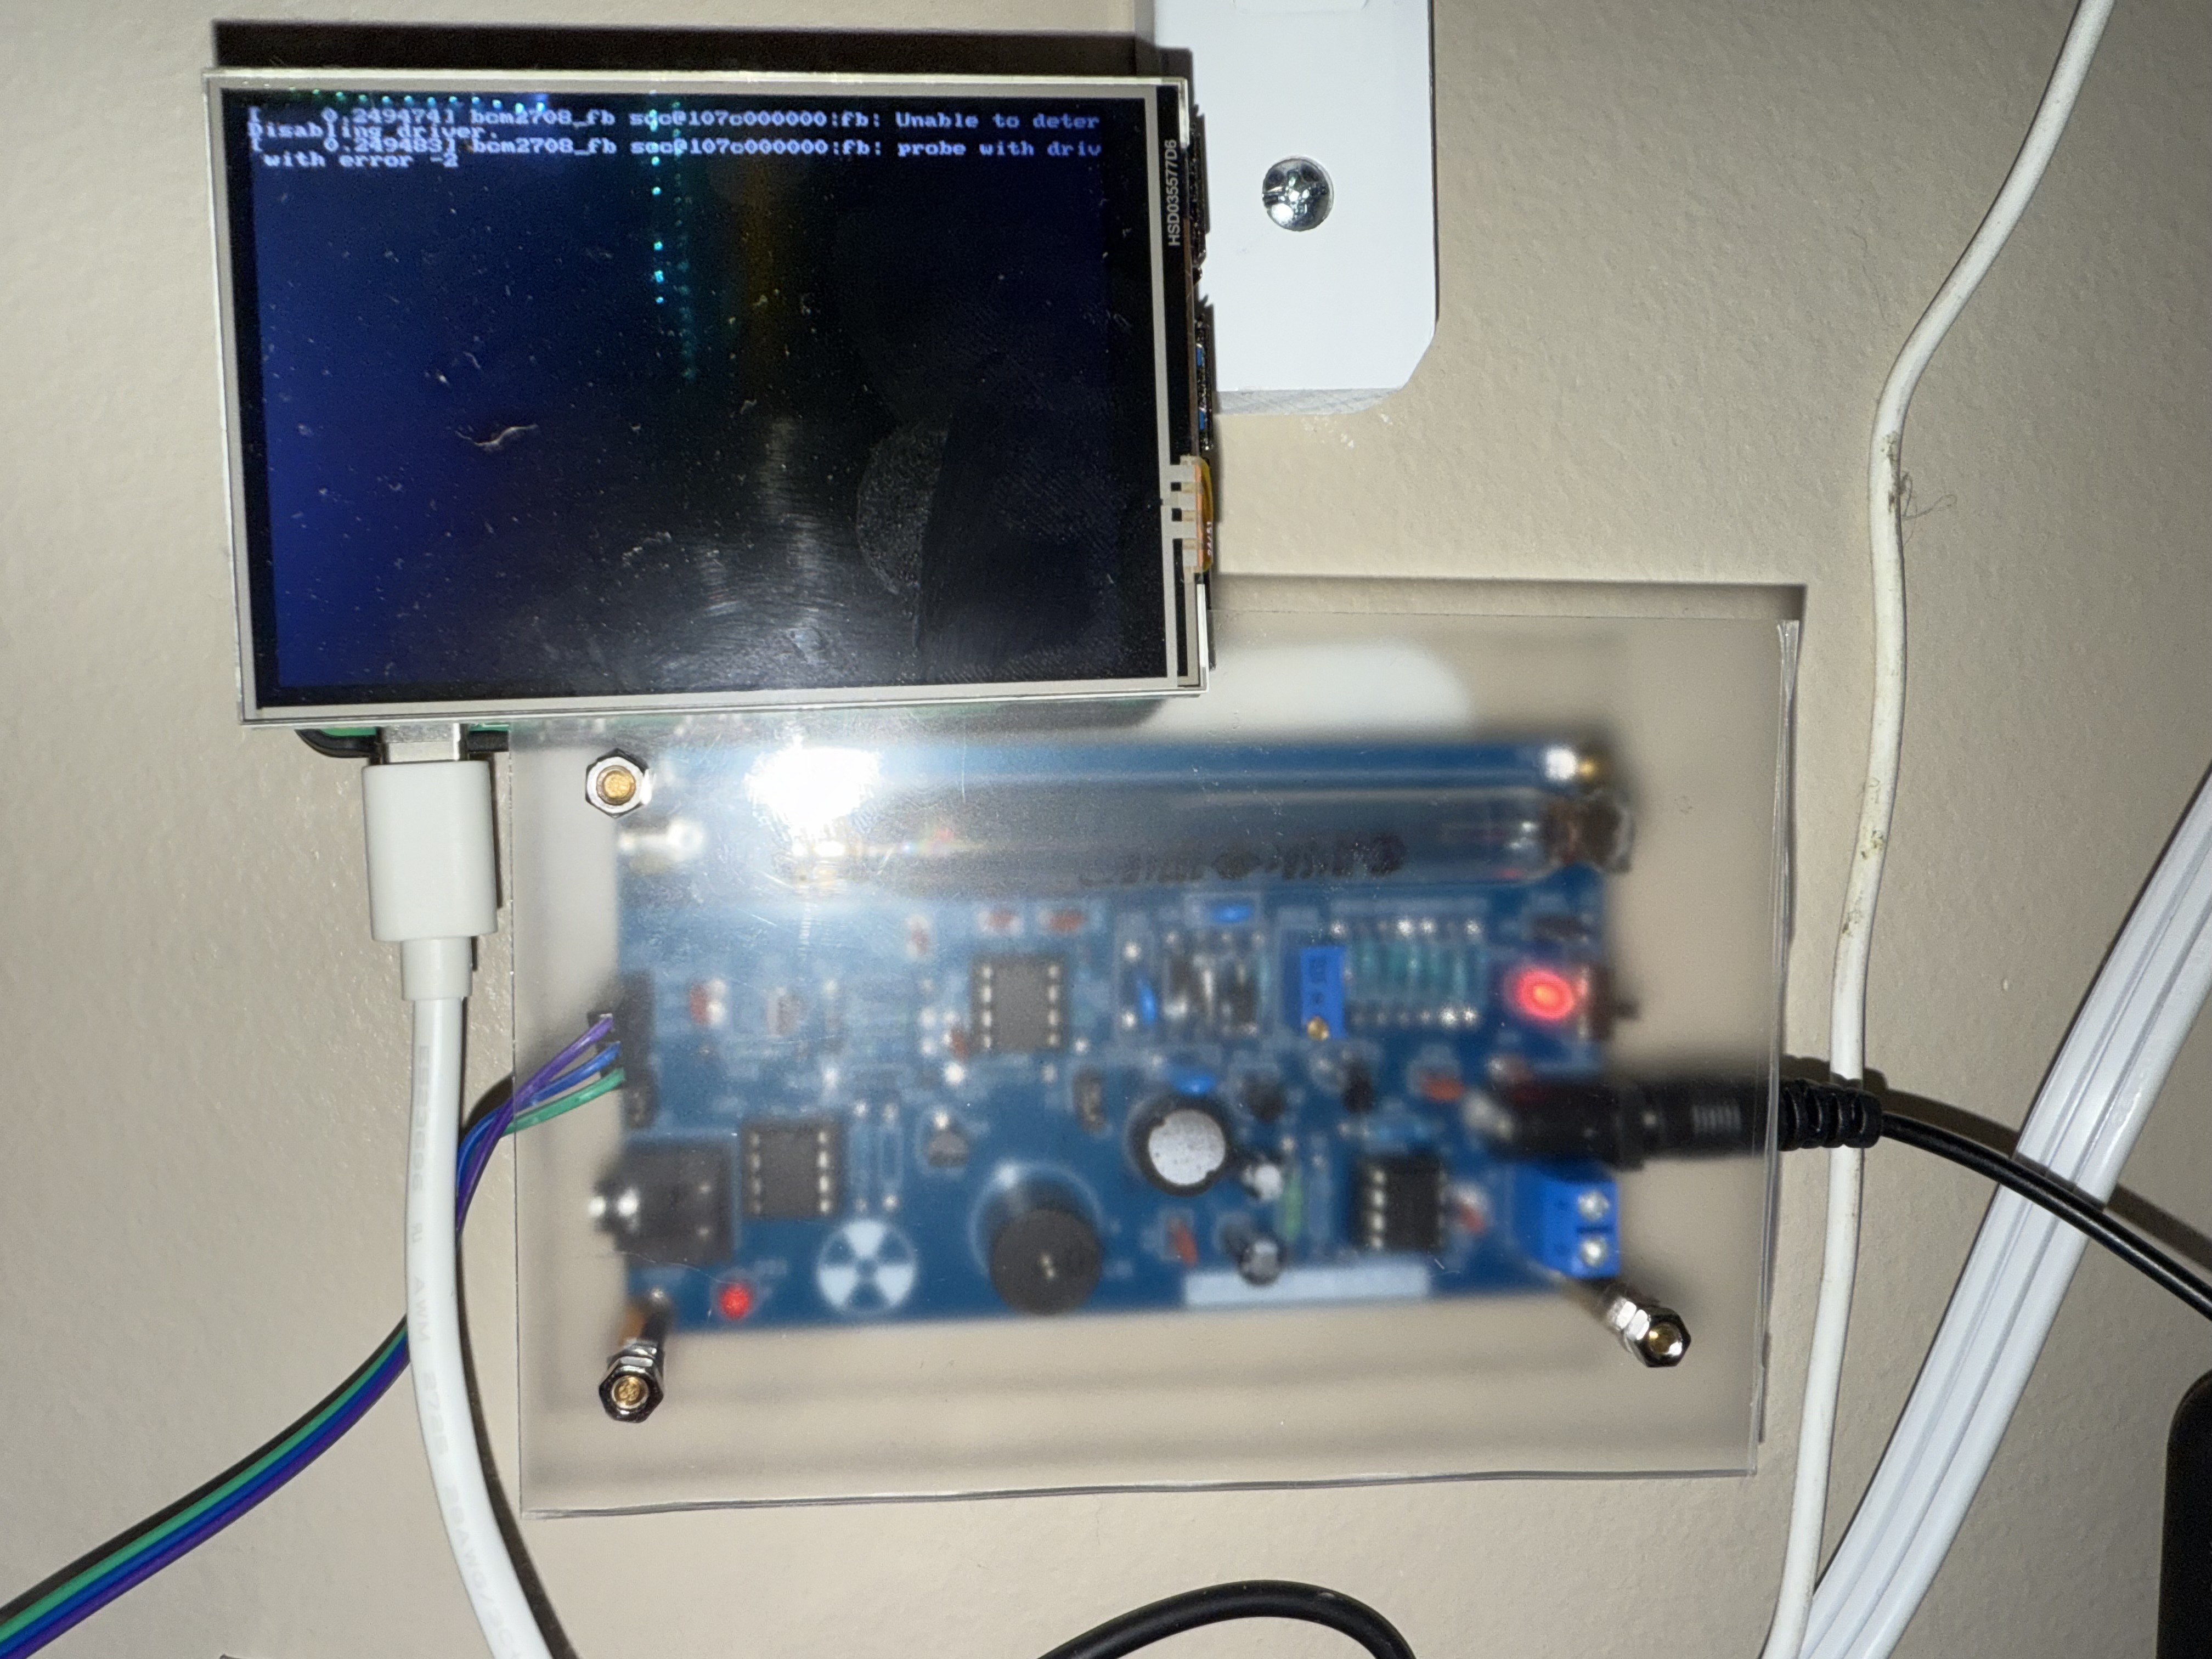 [    0.249474] bcm2708_fb soc@107c000000:fb: Unable to deter
Disabling driver.
[    0.249483] bcm2708_fb soc@107c000000:fb: probe with driv
 with error -2
HSD035577D6
AWM